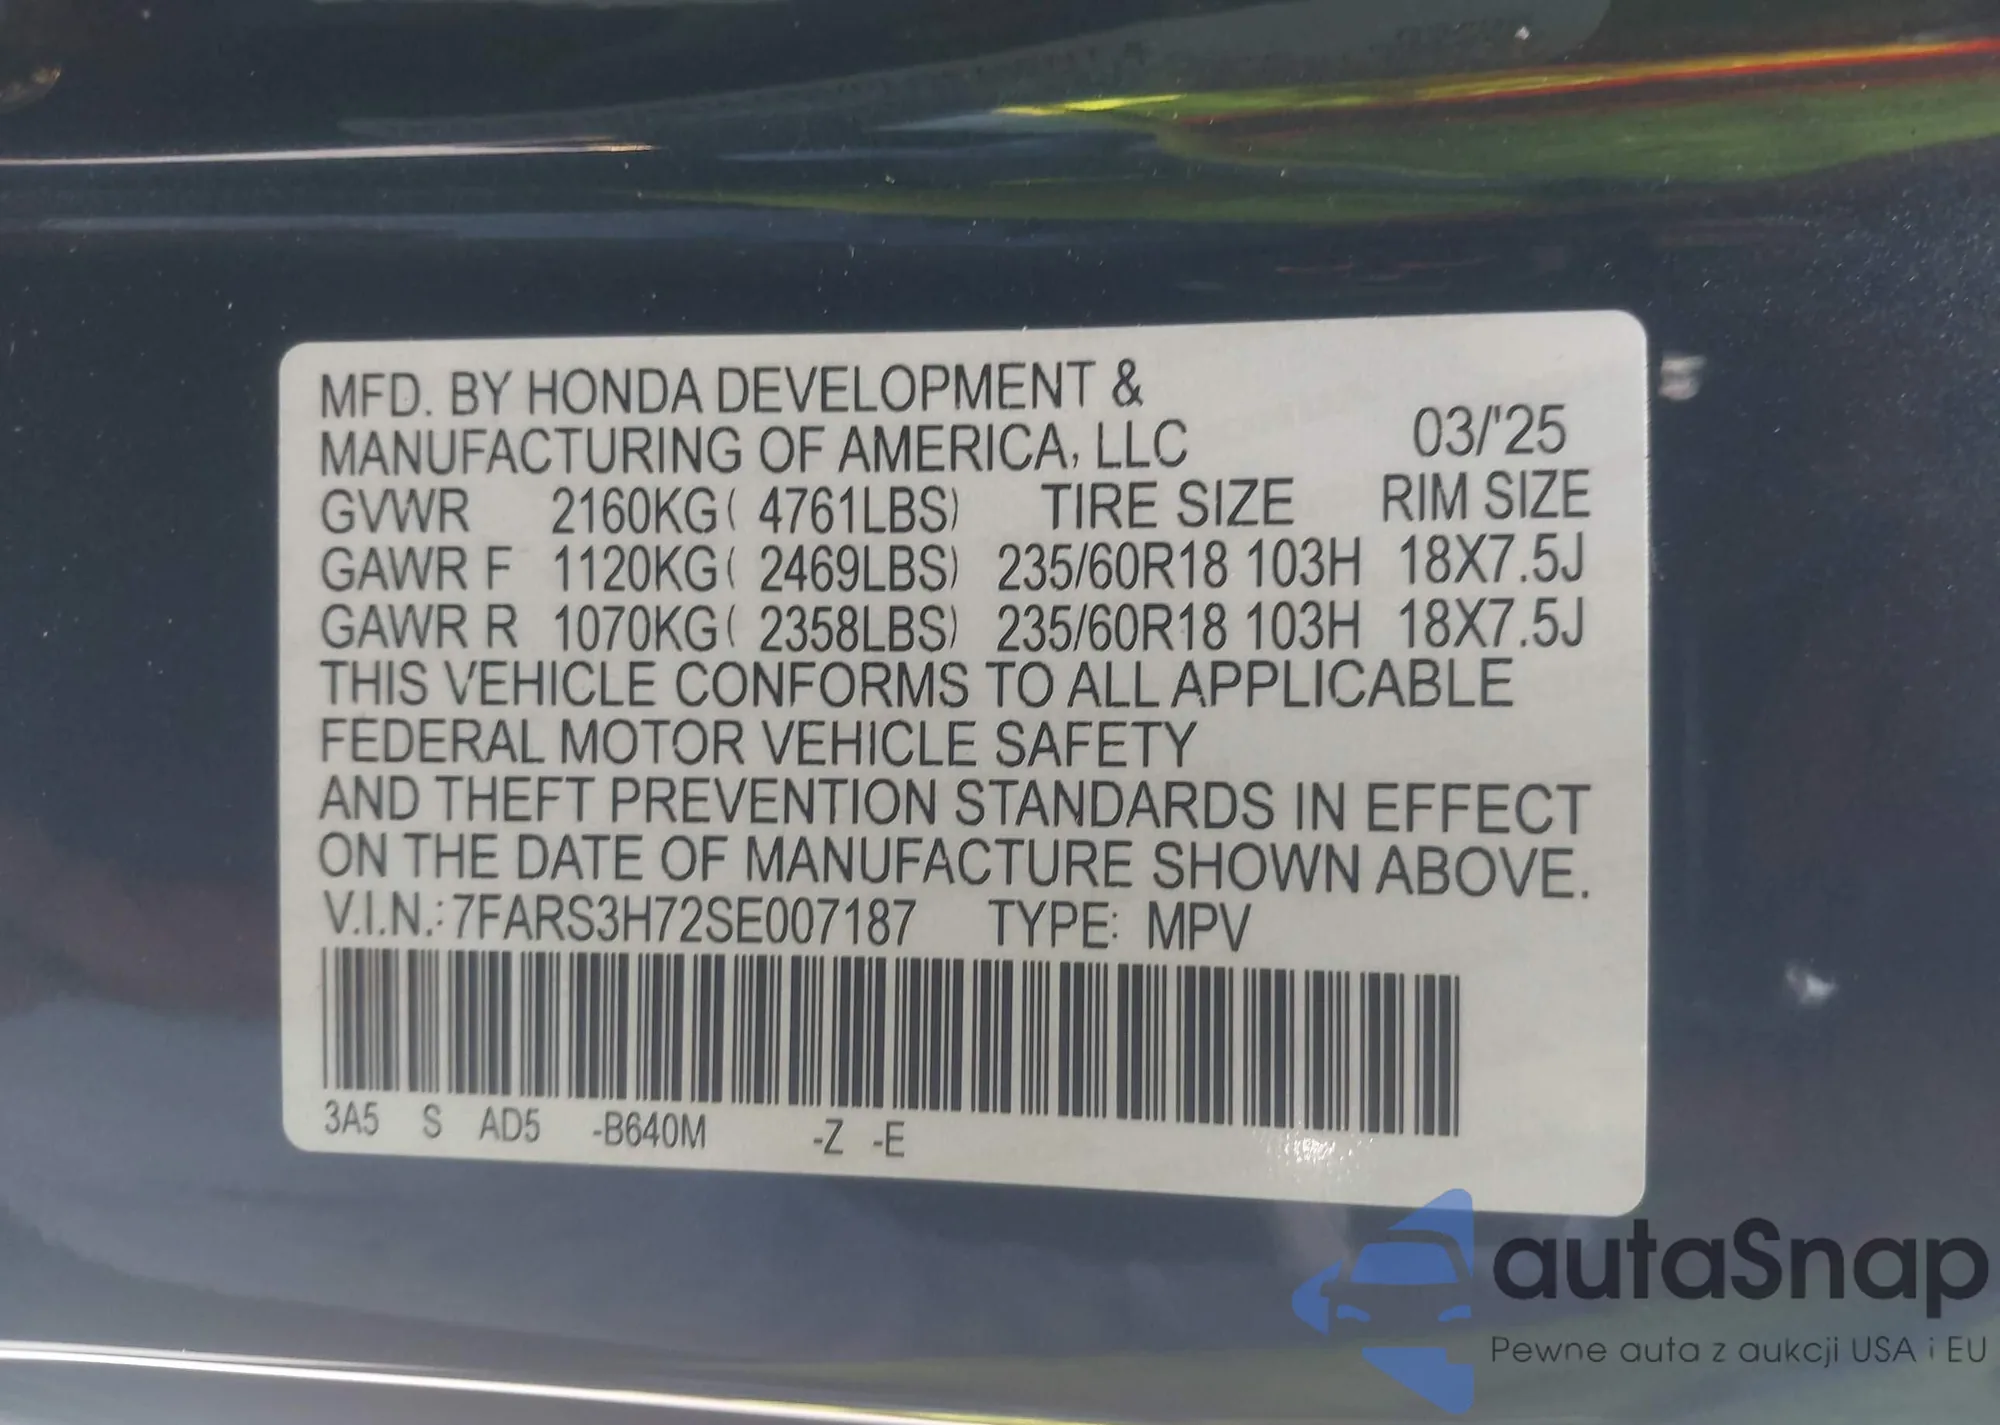 MFD. BY HONDA DEVELOPMENT &
MANUFACTURING OF AMERICA, LLC 03/'25
GVWR 2160KG( 4761LBS) TIRE SIZE RIM SIZE
GAWR F 1120KG( 2469LBS) 235/60R18 103H 18X7.5J
GAWR R 1070KG( 2358LBS) 235/60R18 103H 18X7.5J
THIS VEHICLE CONFORMS TO ALL APPLICABLE
FEDERAL MOTOR VEHICLE SAFETY
AND THEFT PREVENTION STANDARDS IN EFFECT
ON THE DATE OF MANUFACTURE SHOWN ABOVE.
V.I.N.: 7FARS3H72SE007187 TYPE: MPV
3A5 S AD5 -B640M -Z -E
autaSnap
Pewne auta z aukcji USA i EU